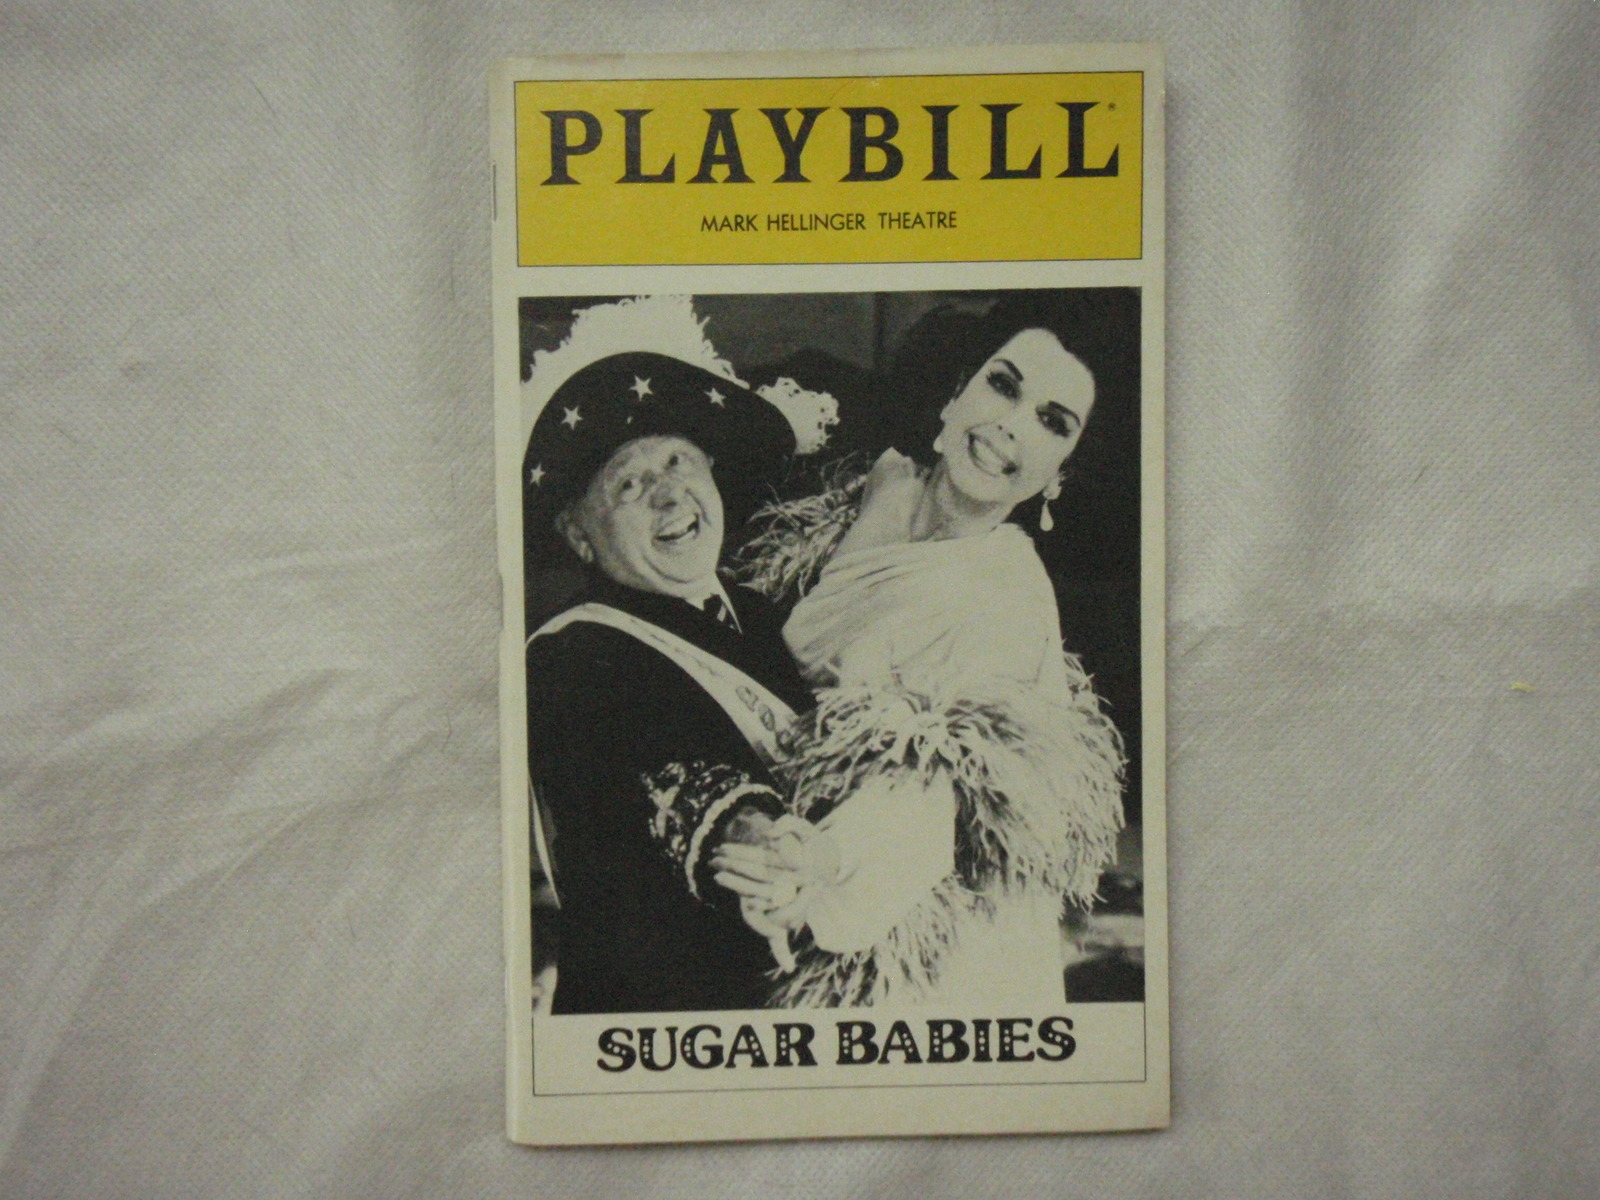 PLAYBILL®
MARK HELLINGER THEATRE
SUGAR BABIES